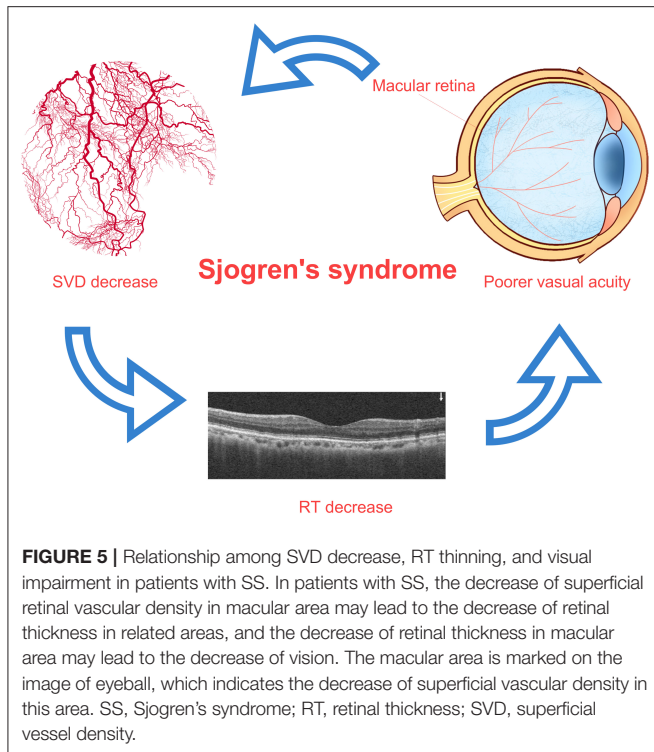 Macular retina
SVD decrease
Sjogren's syndrome
Poorer vasual acuity
RT decrease
FIGURE 5 | Relationship among SVD decrease, RT thinning, and visual
impairment in patients with SS. In patients with SS, the decrease of superficial
retinal vascular density in macular area may lead to the decrease of retinal
thickness in related areas, and the decrease of retinal thickness in macular
area may lead to the decrease of vision. The macular area is marked on the
image of eyeball, which indicates the decrease of superficial vascular density in
this area. SS, Sjogren's syndrome; RT, retinal thickness; SVD, superficial
vessel density.